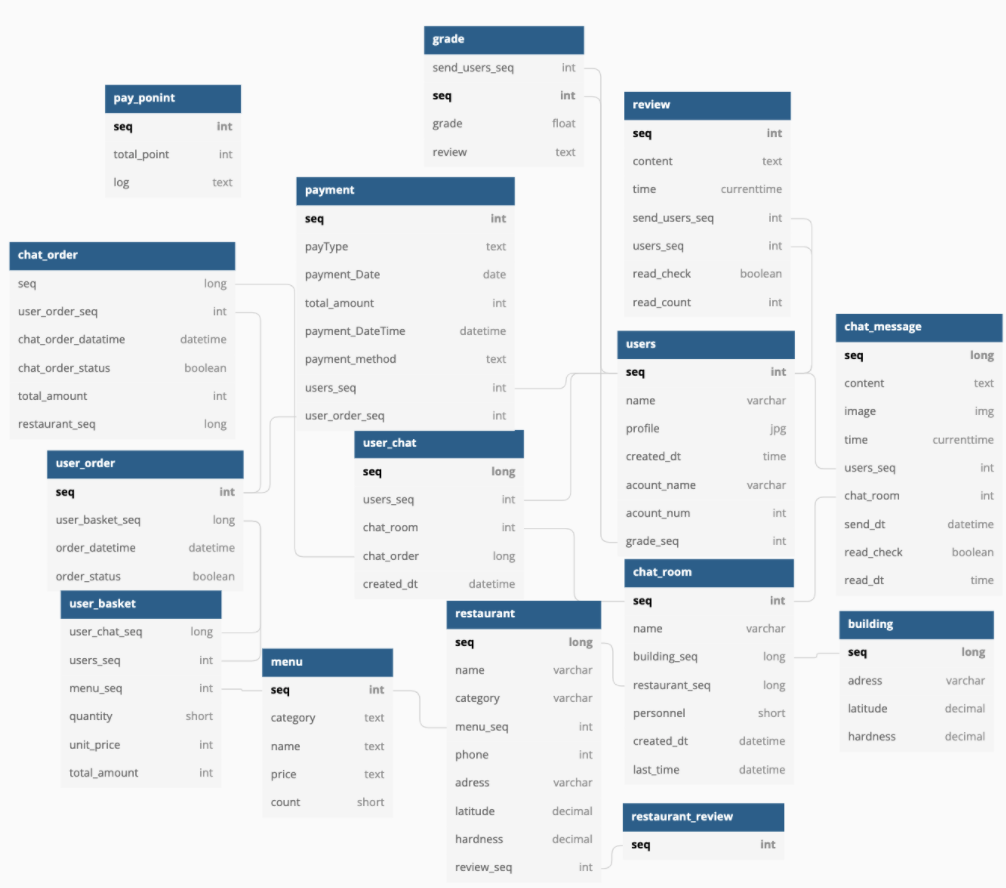 grade
send_users_seq int
seq int
grade float
review text
pay_ponint
seq int
total_point int
log text
review
seq int
content text
time currenttime
send_users_seq int
users_seq int
read_check boolean
read_count int
payment
seq int
payType text
payment_Date date
total_amount int
payment_DateTime datetime
payment_method text
users_seq int
user_order_seq int
chat_order
seq long
user_order_seq int
chat_order_datatime datetime
chat_order_status boolean
total_amount int
restaurant_seq long
users
seq int
name varchar
profile jpg
created_dt time
acount_name varchar
acount_num int
grade_seq int
chat_message
seq long
content text
image img
time currenttime
users_seq int
chat_room int
send_dt datetime
read_check boolean
read_dt time
user_chat
seq long
users_seq int
chat_room int
chat_order long
created_dt datetime
user_order
seq int
user_basket_seq long
order_datetime datetime
order_status boolean
chat_room
seq int
name varchar
building_seq long
restaurant_seq long
personnel short
created_dt datetime
last_time datetime
user_basket
user_chat_seq long
users_seq int
menu_seq int
quantity short
unit_price int
total_amount int
restaurant
seq long
name varchar
category varchar
menu_seq int
phone int
adress varchar
latitude decimal
hardness decimal
review_seq int
building
seq long
adress varchar
latitude decimal
hardness decimal
menu
seq int
category text
name text
price text
count short
restaurant_review
seq int